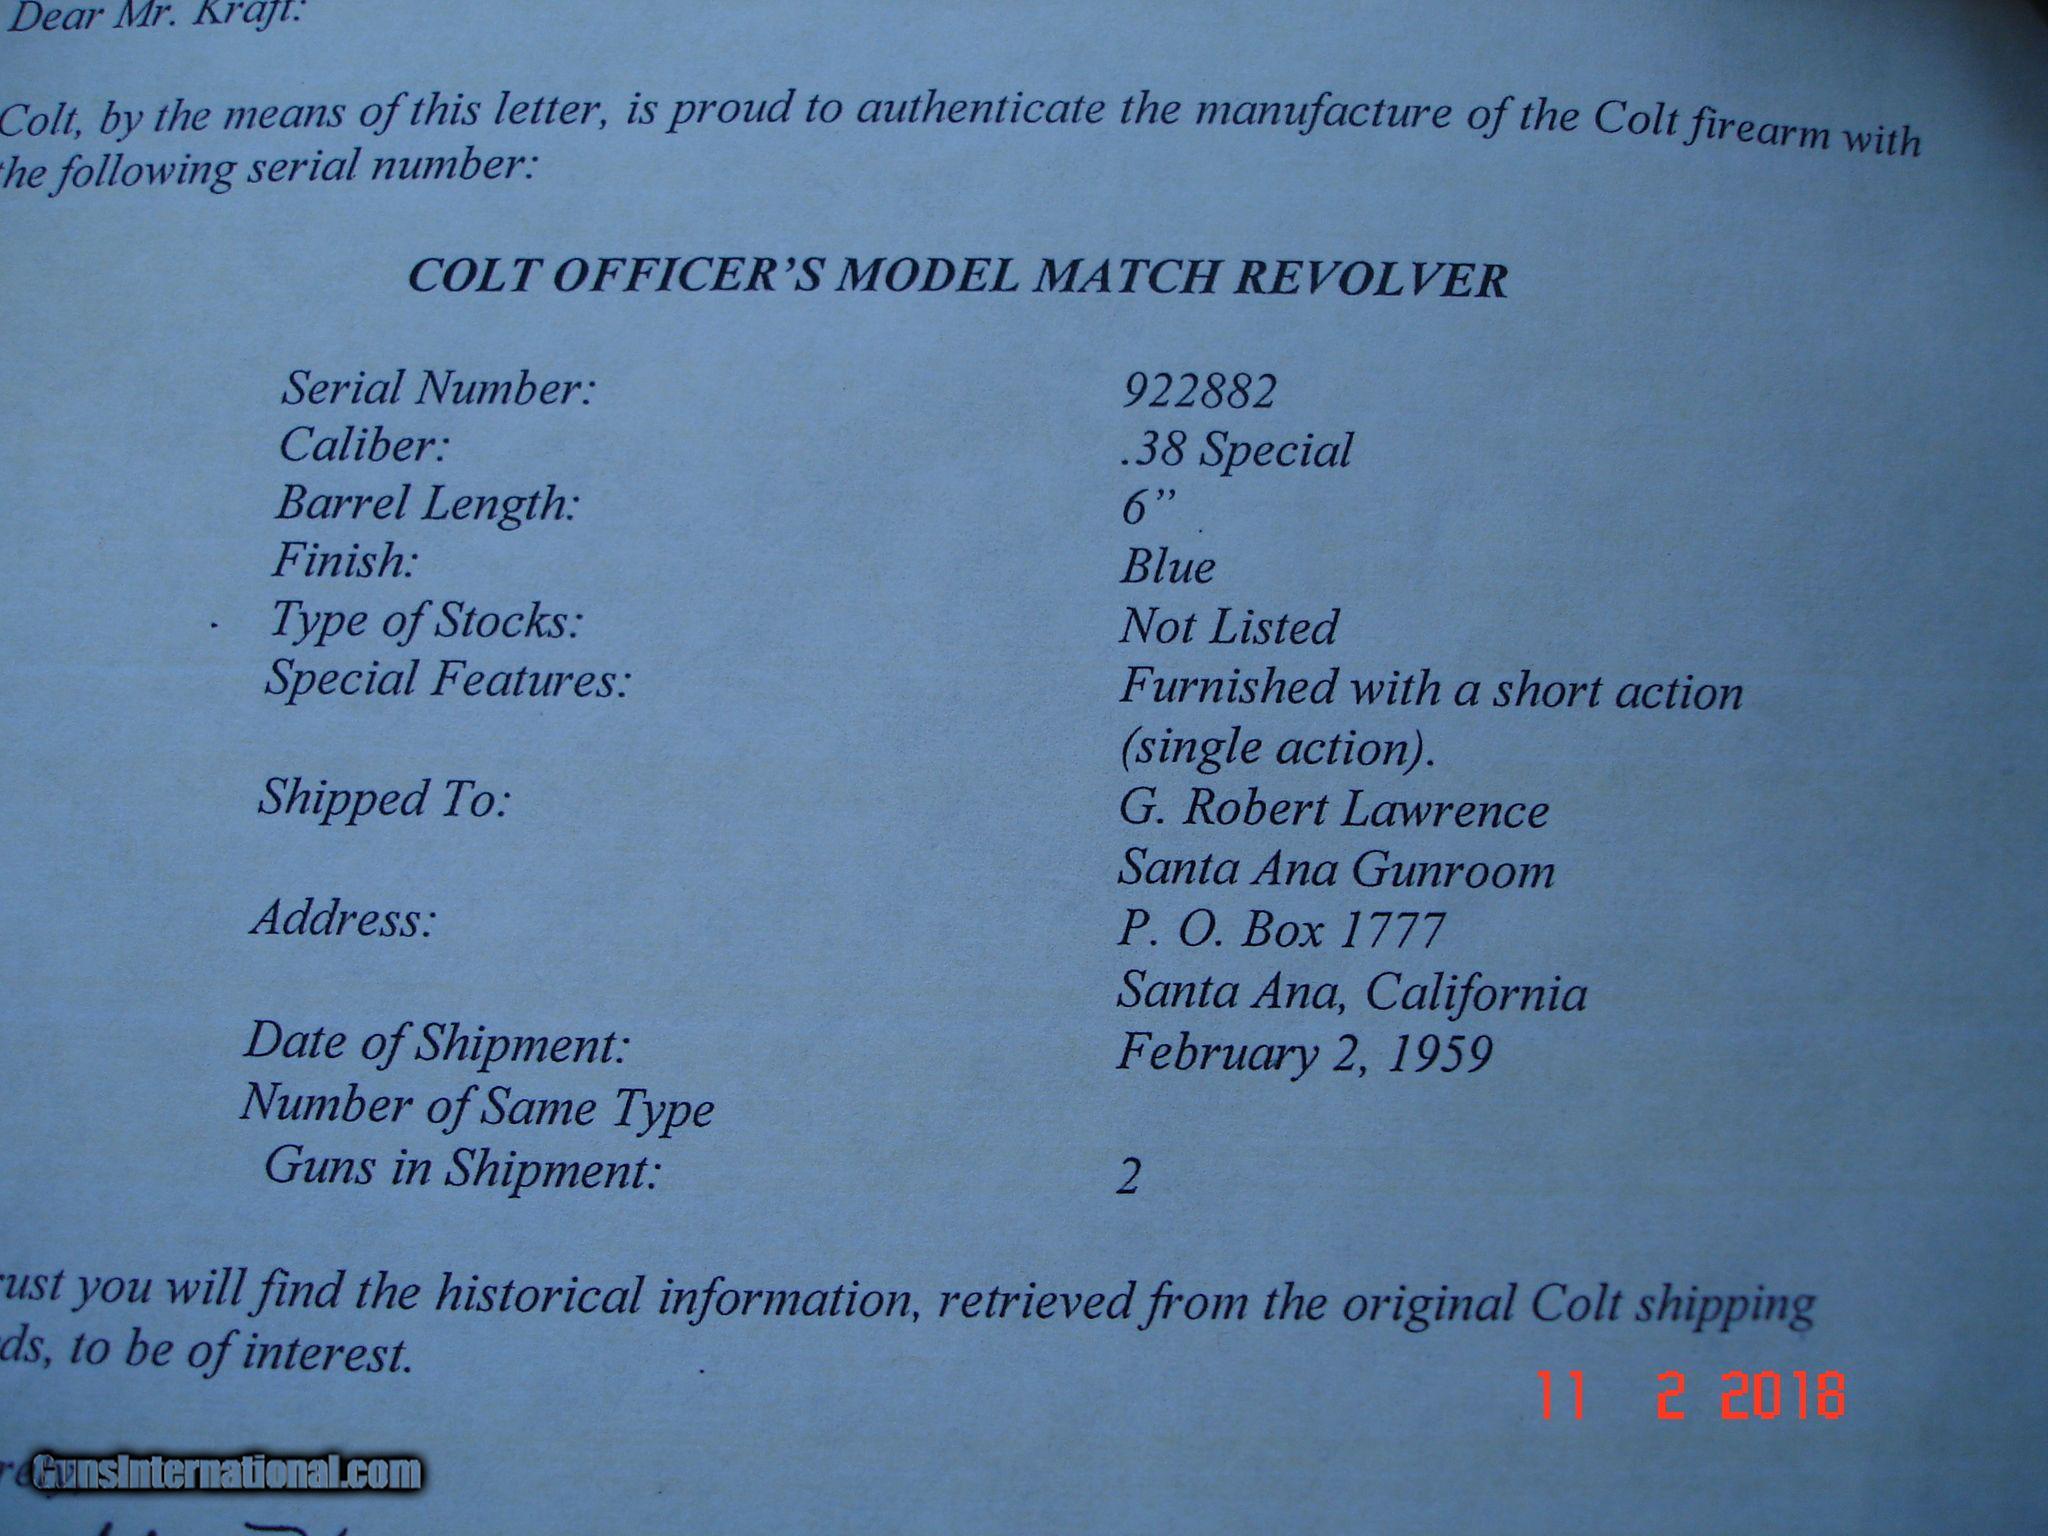 Dear Mr. Kraft:
Colt, by the means of this letter, is proud to authenticate the manufacture of the Colt firearm with
the following serial number:
COLT OFFICER'S MODEL MATCH REVOLVER
Serial Number: 922882
Caliber: .38 Special
Barrel Length: 6"
Finish: Blue
Type of Stocks: Not Listed
Special Features: Furnished with a short action
(single action).
Shipped To: G. Robert Lawrence
Santa Ana Gunroom
Address: P. O. Box 1777
Santa Ana, California
Date of Shipment: February 2, 1959
Number of Same Type
Guns in Shipment: 2
you will find the historical information, retrieved from the original Colt shipping
to be of interest.
11 2 2018
GunsInternational.com